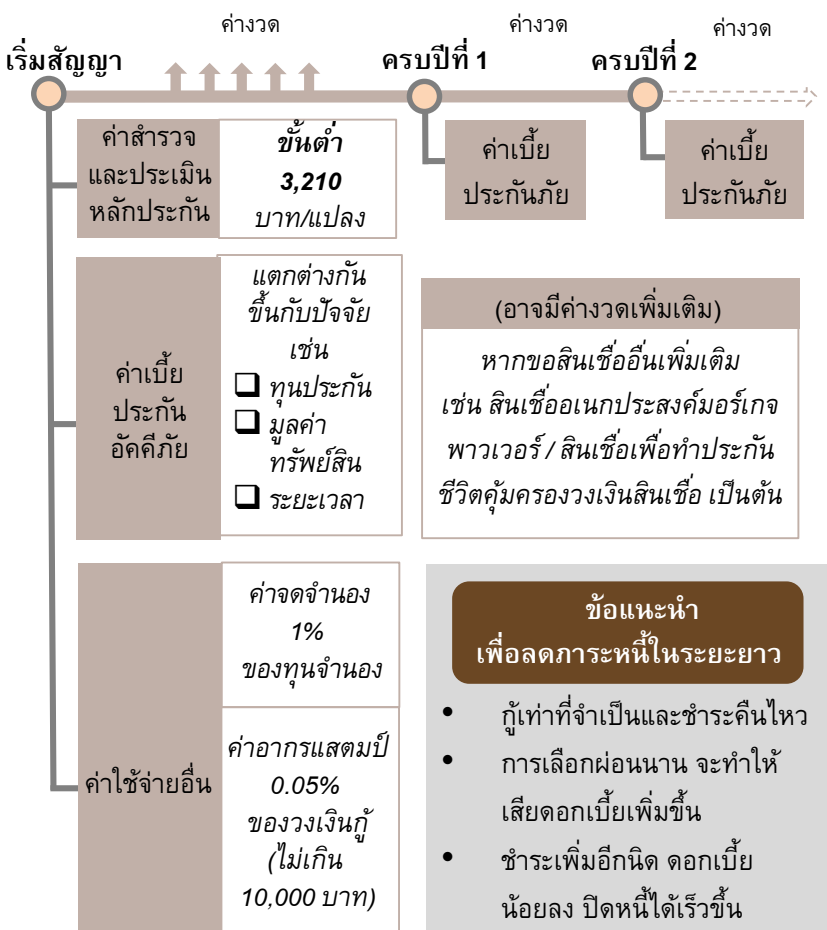 ค่างวด
ค่างวด
ค่างวด
เริ่มสัญญา
ครบปีที่ 1
ครบปีที่ 2
ค่าสำรวจ
และประเมิน
หลักประกัน
ขั้นต่ำ
3,210
บาท/แปลง
ค่าเบี้ย
ประกันภัย
ค่าเบี้ย
ประกันภัย
ค่าเบี้ย
ประกัน
อัคคีภัย
แตกต่างกัน
ขึ้นกับปัจจัย
เช่น
❑ ทุนประกัน
❑ มูลค่า
ทรัพย์สิน
❑ ระยะเวลา
(อาจมีค่างวดเพิ่มเติม)
หากขอสินเชื่ออื่นเพิ่มเติม
เช่น สินเชื่ออเนกประสงค์มอร์เกจ
พาวเวอร์ / สินเชื่อเพื่อทำประกัน
ชีวิตคุ้มครองวงเงินสินเชื่อ เป็นต้น
ค่าใช้จ่ายอื่น
ค่าจดจำนอง
1%
ของทุนจำนอง
ค่าอากรแสตมป์
0.05%
ของวงเงินกู้
(ไม่เกิน
10,000 บาท)
ข้อแนะนำ
เพื่อลดภาระหนี้ในระยะยาว
• กู้เท่าที่จำเป็นและชำระคืนไหว
• การเลือกผ่อนนาน จะทำให้
เสียดอกเบี้ยเพิ่มขึ้น
• ชำระเพิ่มอีกนิด ดอกเบี้ย
น้อยลง ปิดหนี้ได้เร็วขึ้น